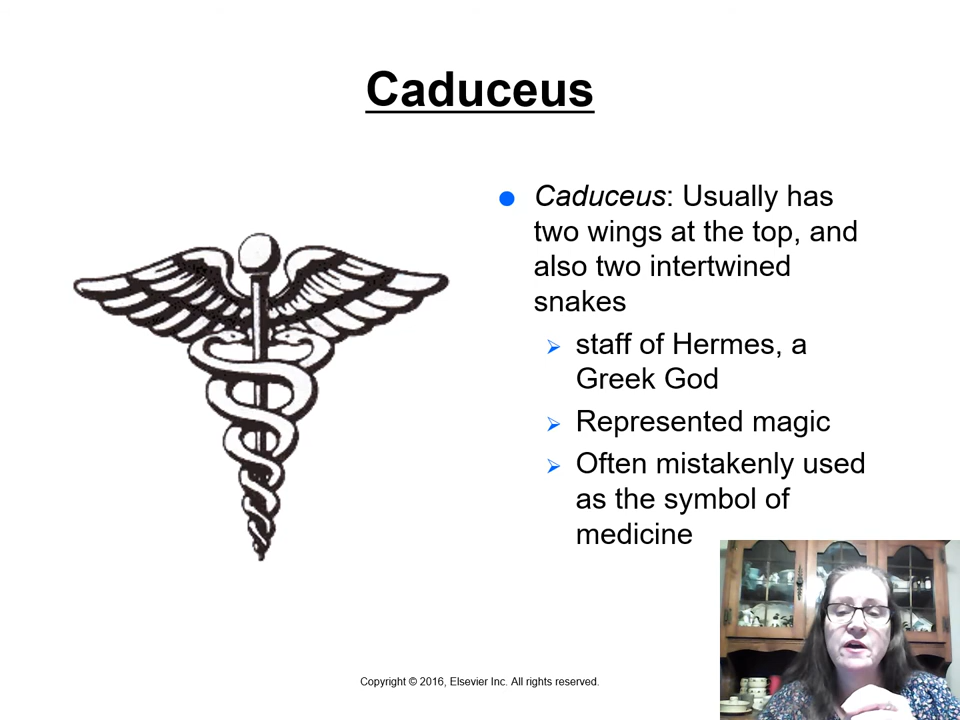 Caduceus
Caduceus: Usually has
two wings at the top, and
also two intertwined
snakes
staff of Hermes, a
Greek God
Represented magic
Often mistakenly used
as the symbol of
medicine
Copyright © 2016, Elsevier Inc. All rights reserved.